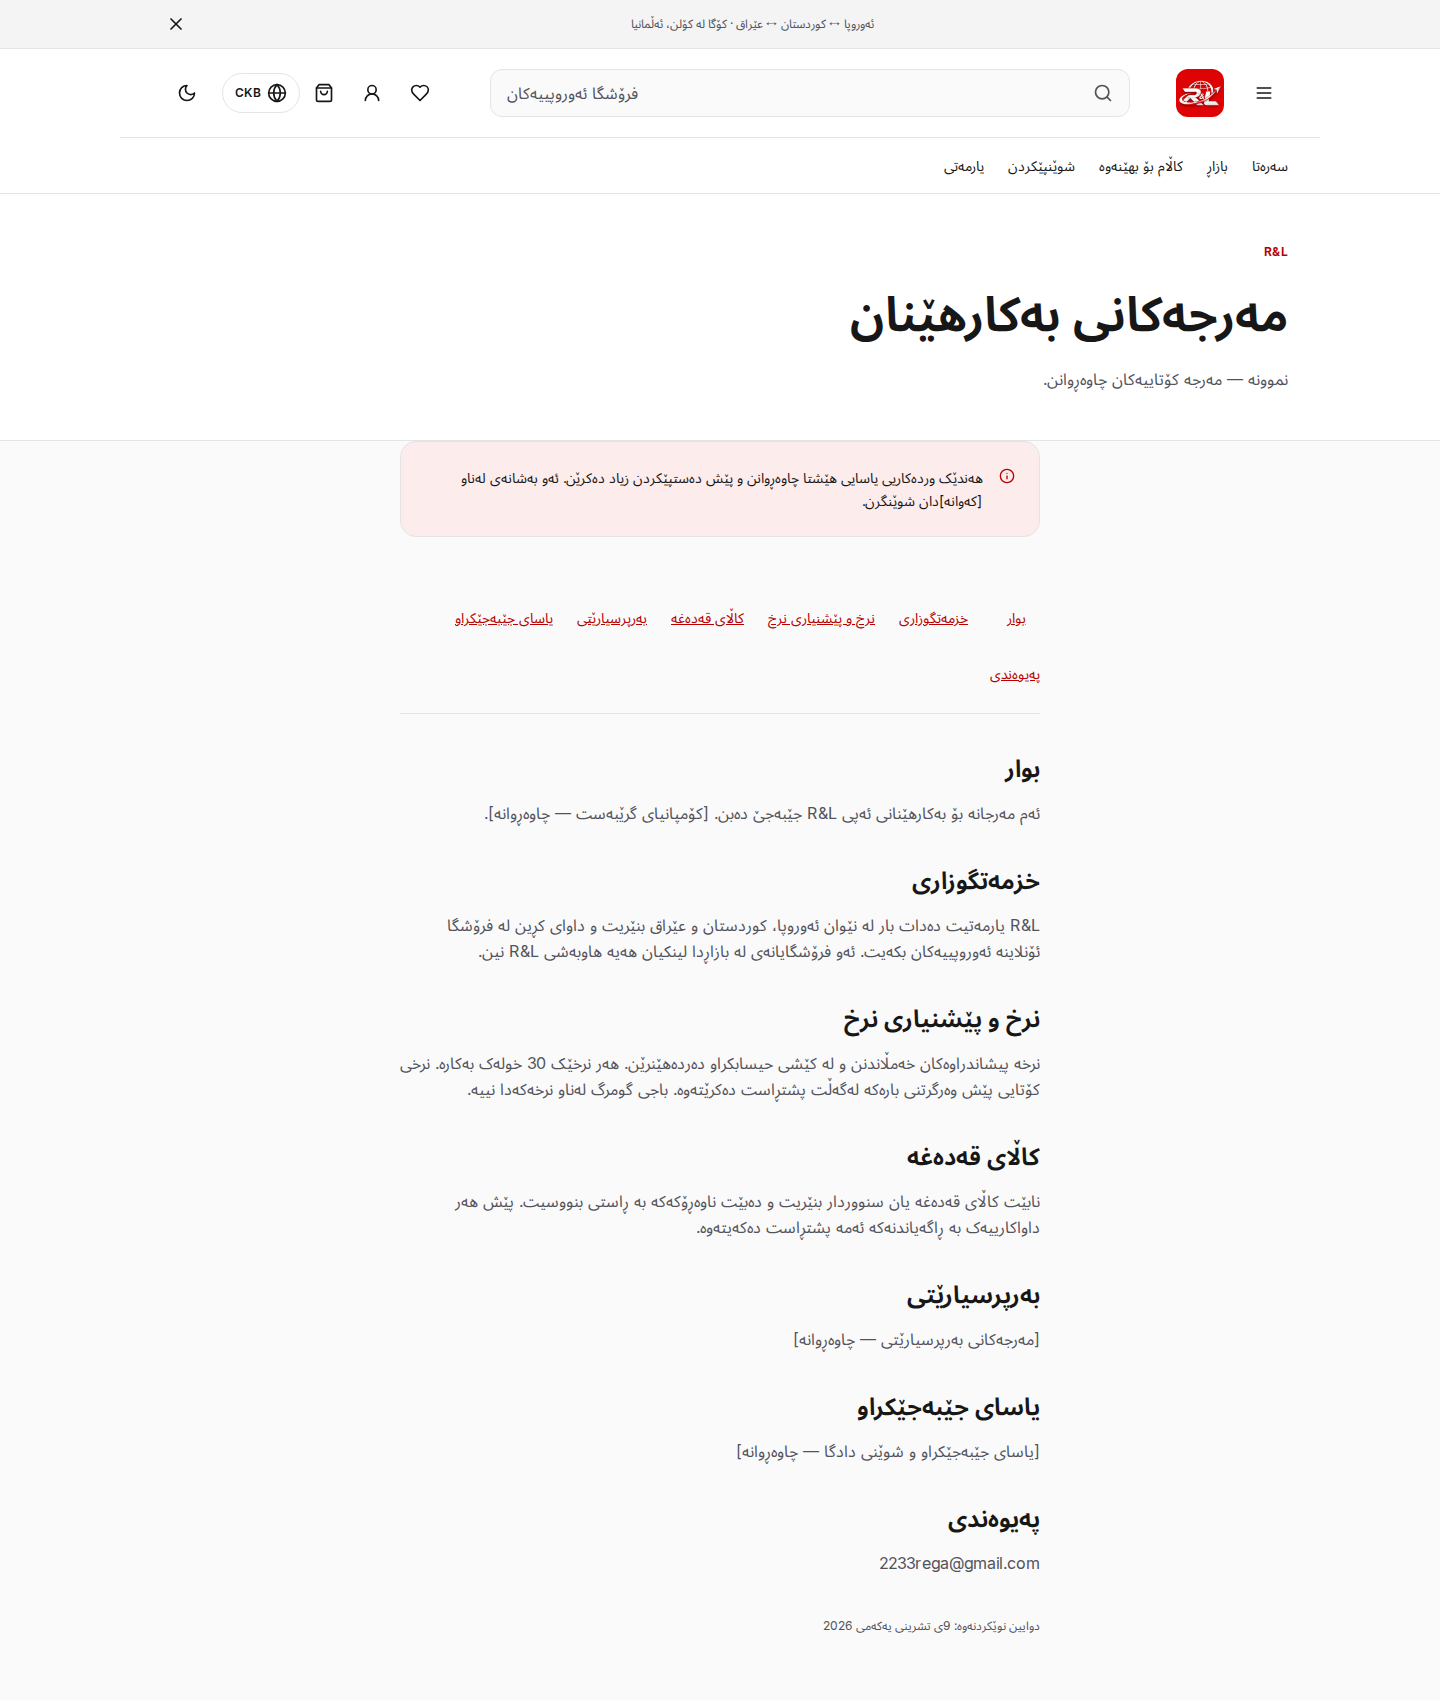 ئەوروپا ↔ کوردستان ↔ عێراق · کۆگا لە کۆلن، ئەڵمانیا
R&L
فرۆشگا ئەوروپییەکان
CKB
سەرەتا
بازاڕ
کاڵام بۆ بهێنەوە
شوێنپێکردن
یارمەتی
R&L
مەرجەکانی بەکارهێنان
نموونە — مەرجە کۆتاییەکان چاوەڕوانن.
هەندێک وردەکاریی یاسایی هێشتا چاوەڕوانن و پێش دەستپێکردن زیاد دەکرێن. ئەو بەشانەی لەناو
[کەوانە]دان شوێنگرن.
بوار
خزمەتگوزاری
نرخ و پێشنیاری نرخ
کاڵای قەدەغە
بەرپرسیارێتی
یاسای جێبەجێکراو
پەیوەندی
بوار
ئەم مەرجانە بۆ بەکارهێنانی ئەپی R&L جێبەجێ دەبن. [کۆمپانیای گرێبەست — چاوەڕوانە].
خزمەتگوزاری
R&L یارمەتیت دەدات بار لە نێوان ئەوروپا، کوردستان و عێراق بنێریت و داوای کڕین لە فرۆشگا
ئۆنلاینە ئەوروپییەکان بکەیت. ئەو فرۆشگایانەی لە بازاڕدا لینکیان هەیە هاوبەشی R&L نین.
نرخ و پێشنیاری نرخ
نرخە پیشاندراوەکان خەمڵاندنن و لە کێشی حیسابکراو دەردەهێنرێن. هەر نرخێک 30 خولەک بەکارە. نرخی
کۆتایی پێش وەرگرتنی بارەکە لەگەڵت پشتڕاست دەکرێتەوە. باجی گومرگ لەناو نرخەکەدا نییە.
کاڵای قەدەغە
نابێت کاڵای قەدەغە یان سنووردار بنێریت و دەبێت ناوەڕۆکەکە بە ڕاستی بنووسیت. پێش هەر
داواکارییەک بە ڕاگەیاندنەکە ئەمە پشتڕاست دەکەیتەوە.
بەرپرسیارێتی
[مەرجەکانی بەرپرسیارێتی — چاوەڕوانە]
یاسای جێبەجێکراو
[یاسای جێبەجێکراو و شوێنی دادگا — چاوەڕوانە]
پەیوەندی
2233rega@gmail.com
دوایین نوێکردنەوە: 9ی تشرینی یەکەمی 2026